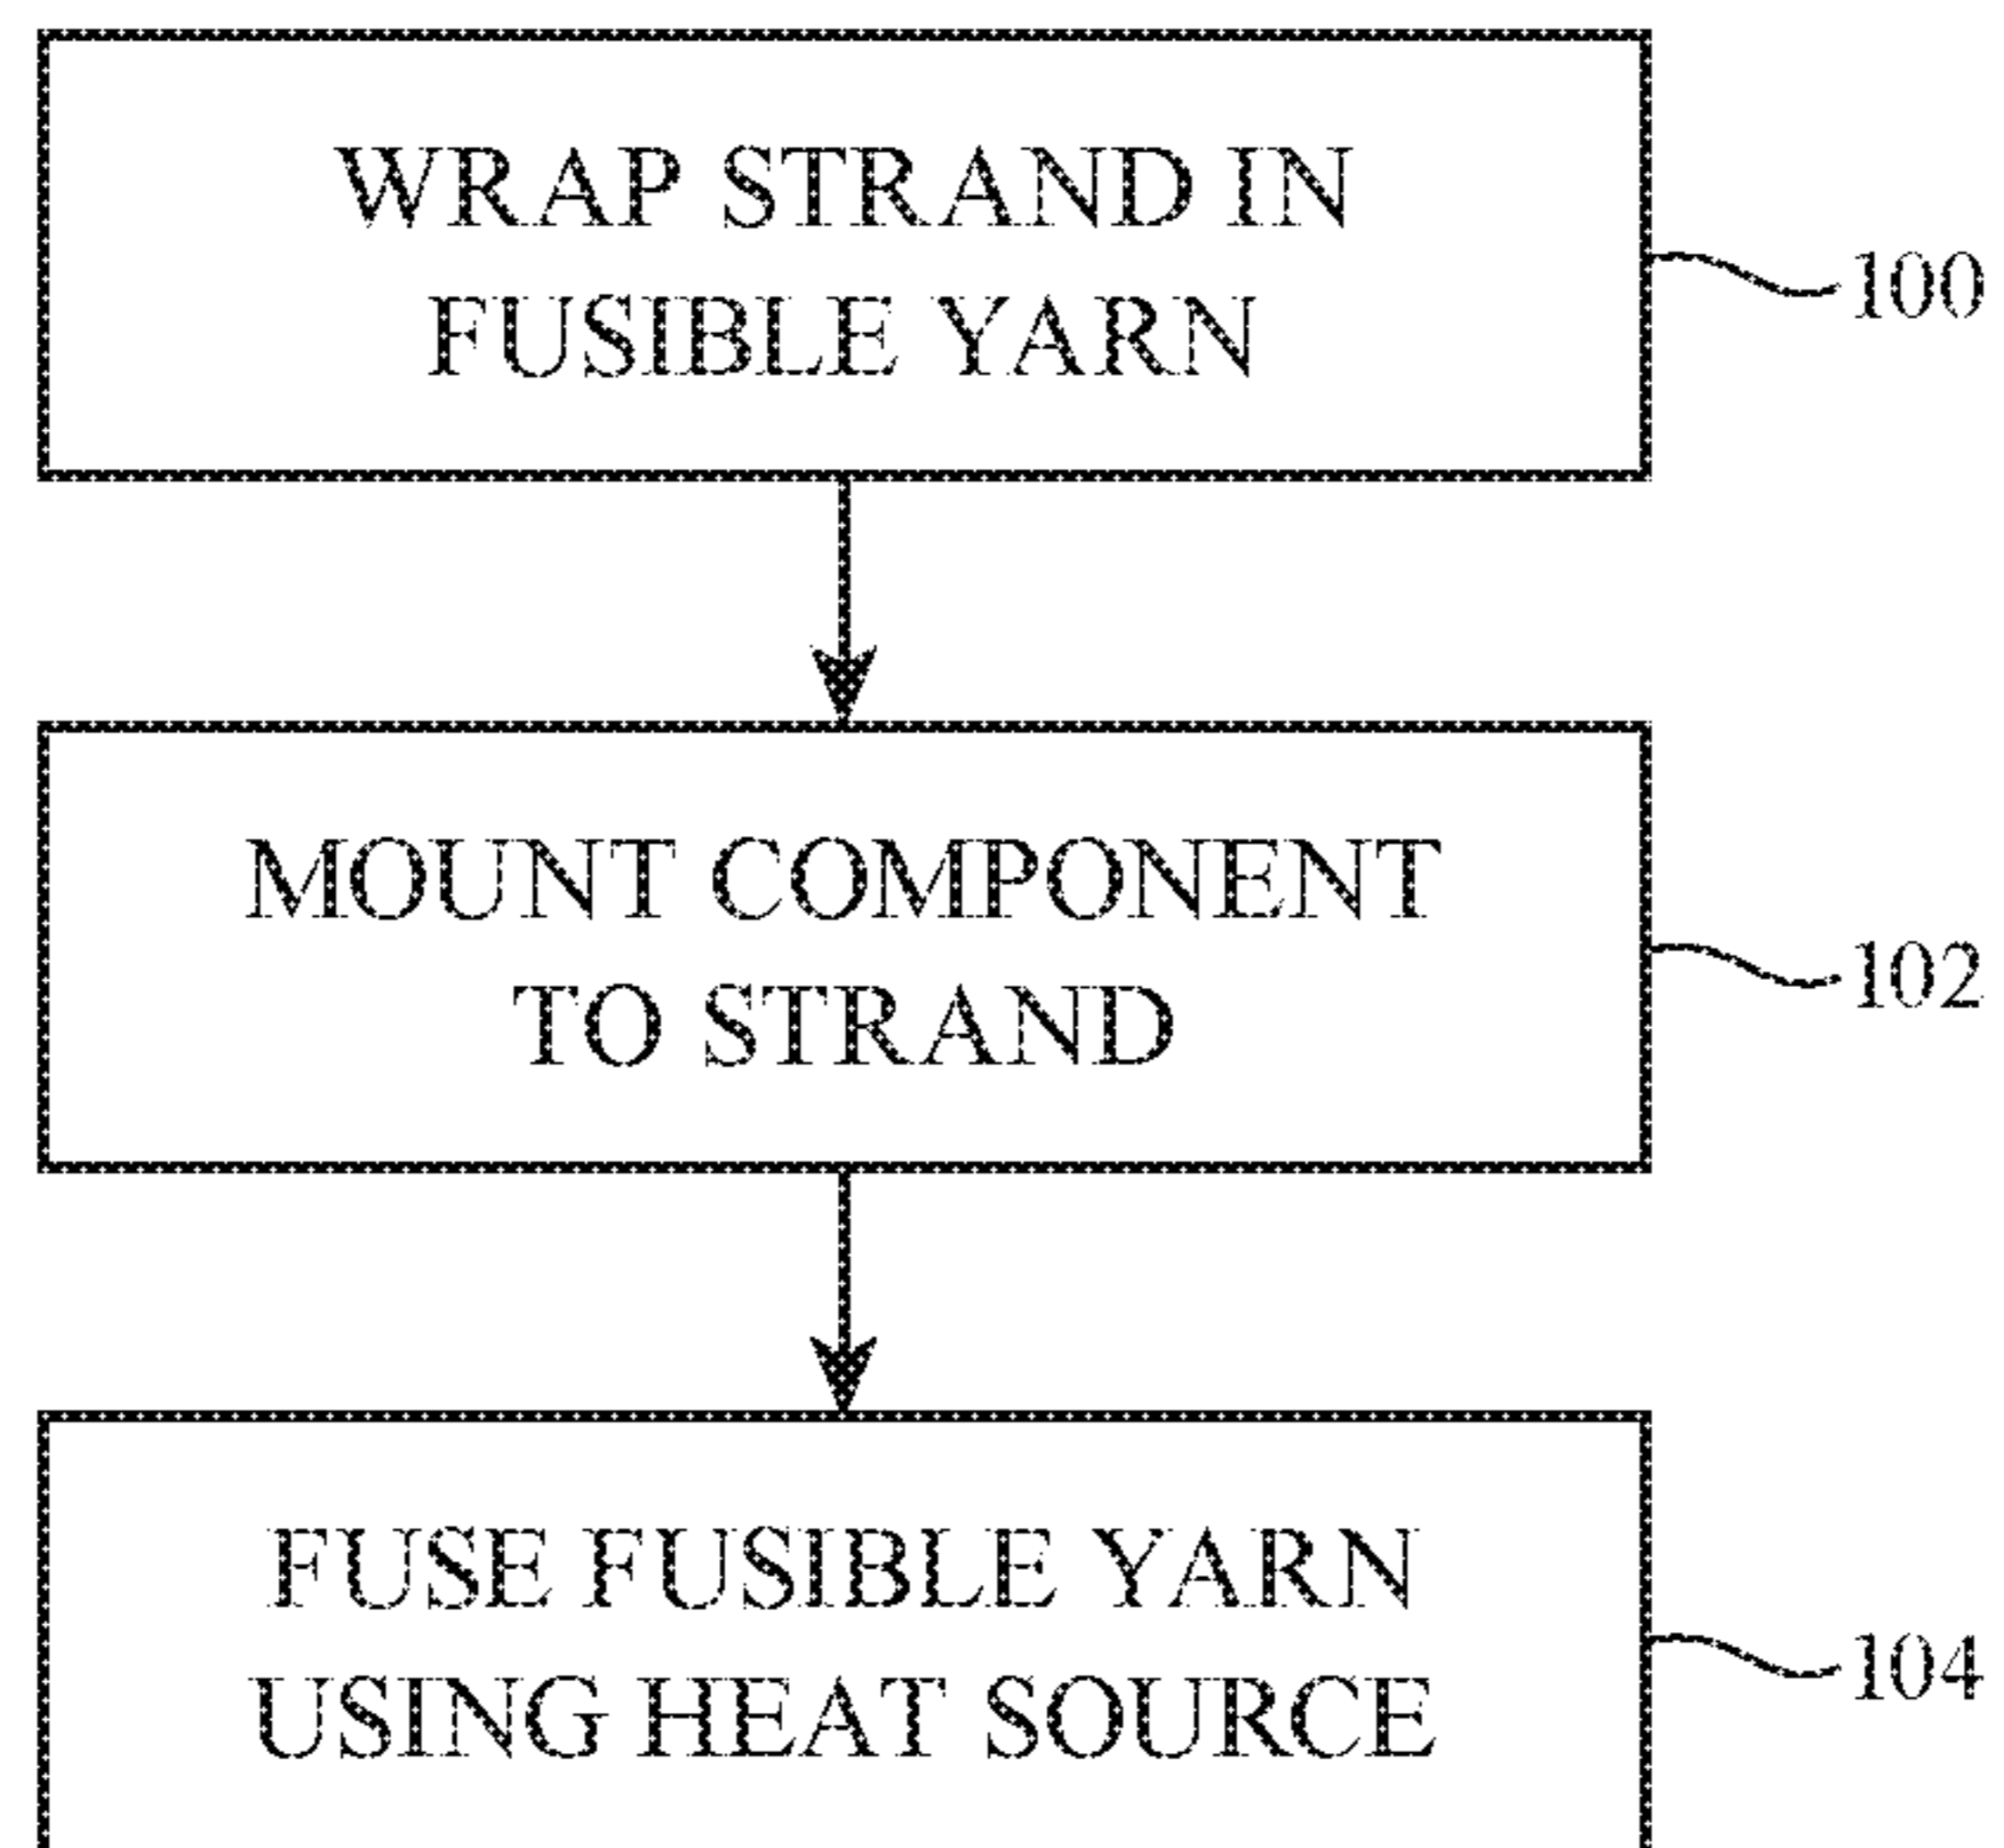 WRAP STRAND IN
FUSIBLE YARN
100
MOUNT COMPONENT
TO STRAND
102
FUSE FUSIBLE YARN
USING HEAT SOURCE
104